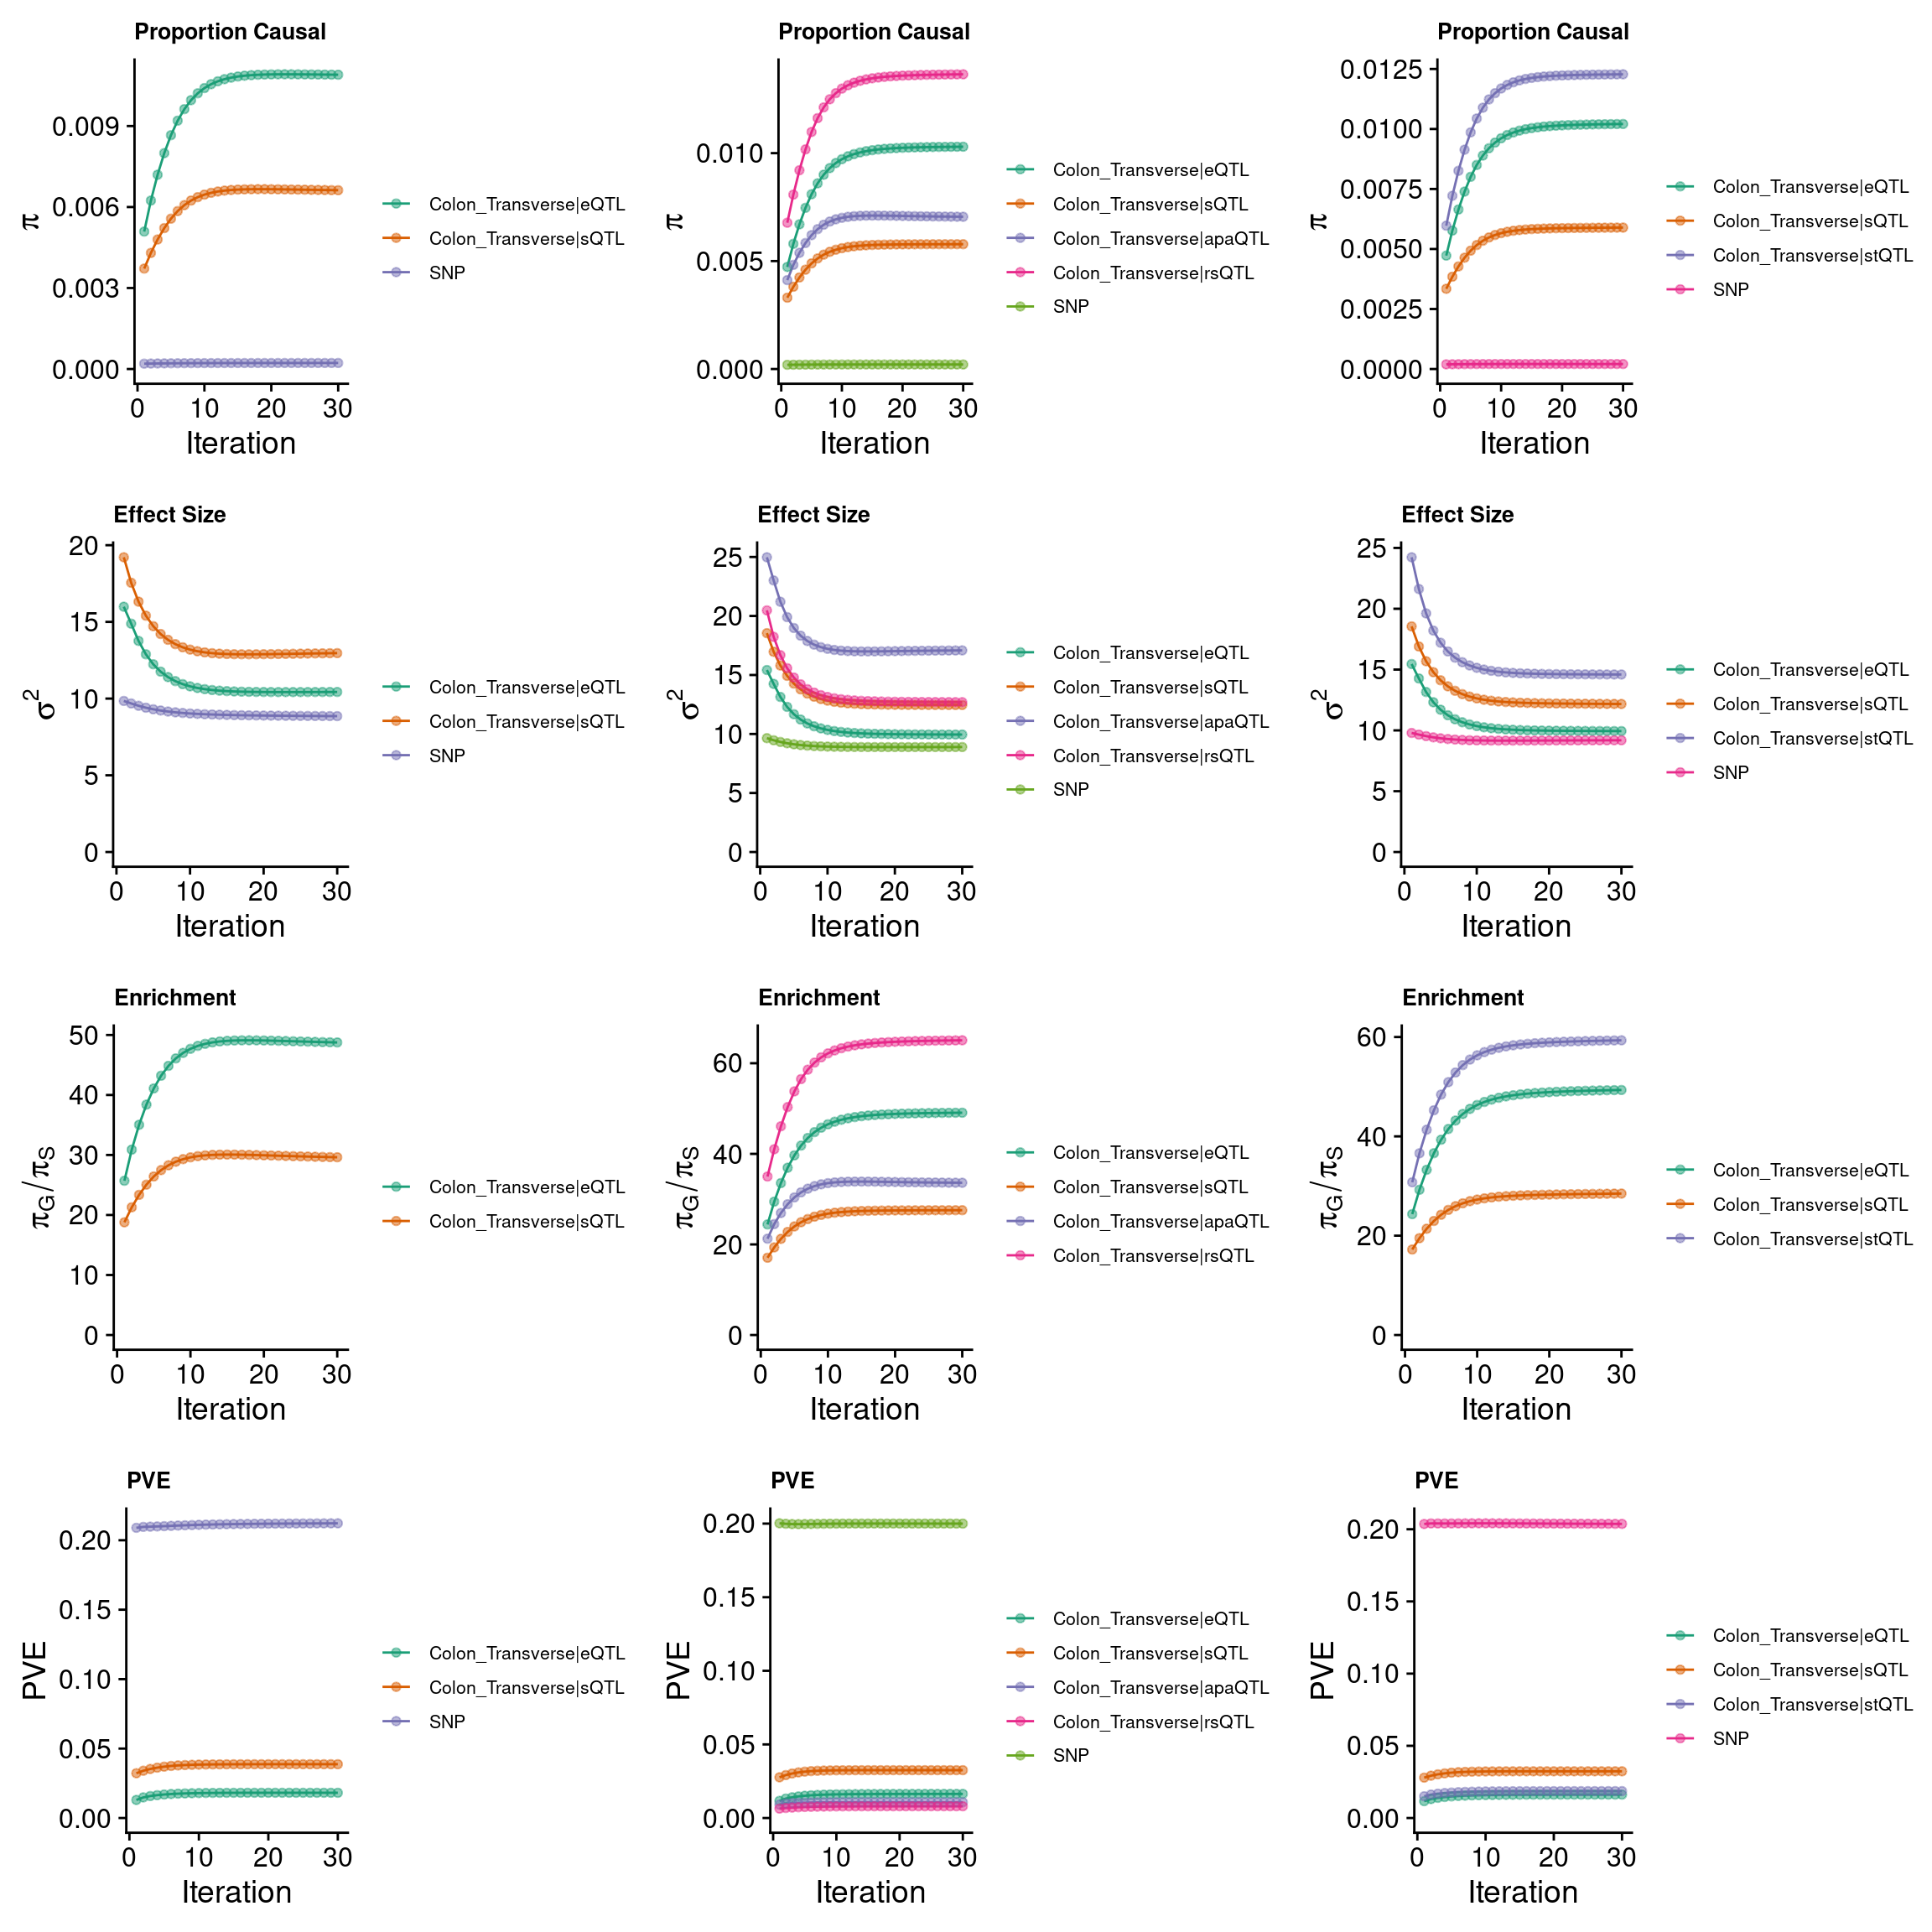 Proportion Causal
π
0.009
0.006
0.003
0.000
0 10 20 30
Iteration
Colon_Transverse|eQTL
Colon_Transverse|sQTL
SNP
Proportion Causal
π
0.010
0.005
0.000
0 10 20 30
Iteration
Colon_Transverse|eQTL
Colon_Transverse|sQTL
Colon_Transverse|apaQTL
Colon_Transverse|rsQTL
SNP
Proportion Causal
π
0.0125
0.0100
0.0075
0.0050
0.0025
0.0000
0 10 20 30
Iteration
Colon_Transverse|eQTL
Colon_Transverse|sQTL
Colon_Transverse|stQTL
SNP
Effect Size
σ²
20
15
10
5
0
0 10 20 30
Iteration
Colon_Transverse|eQTL
Colon_Transverse|sQTL
SNP
Effect Size
σ²
25
20
15
10
5
0
0 10 20 30
Iteration
Colon_Transverse|eQTL
Colon_Transverse|sQTL
Colon_Transverse|apaQTL
Colon_Transverse|rsQTL
SNP
Effect Size
σ²
25
20
15
10
5
0
0 10 20 30
Iteration
Colon_Transverse|eQTL
Colon_Transverse|sQTL
Colon_Transverse|stQTL
SNP
Enrichment
πG/πS
50
40
30
20
10
0
0 10 20 30
Iteration
Colon_Transverse|eQTL
Colon_Transverse|sQTL
Enrichment
πG/πS
60
40
20
0
0 10 20 30
Iteration
Colon_Transverse|eQTL
Colon_Transverse|sQTL
Colon_Transverse|apaQTL
Colon_Transverse|rsQTL
Enrichment
πG/πS
60
40
20
0
0 10 20 30
Iteration
Colon_Transverse|eQTL
Colon_Transverse|sQTL
Colon_Transverse|stQTL
PVE
PVE
0.20
0.15
0.10
0.05
0.00
0 10 20 30
Iteration
Colon_Transverse|eQTL
Colon_Transverse|sQTL
SNP
PVE
PVE
0.20
0.15
0.10
0.05
0.00
0 10 20 30
Iteration
Colon_Transverse|eQTL
Colon_Transverse|sQTL
Colon_Transverse|apaQTL
Colon_Transverse|rsQTL
SNP
PVE
PVE
0.20
0.15
0.10
0.05
0.00
0 10 20 30
Iteration
Colon_Transverse|eQTL
Colon_Transverse|sQTL
Colon_Transverse|stQTL
SNP